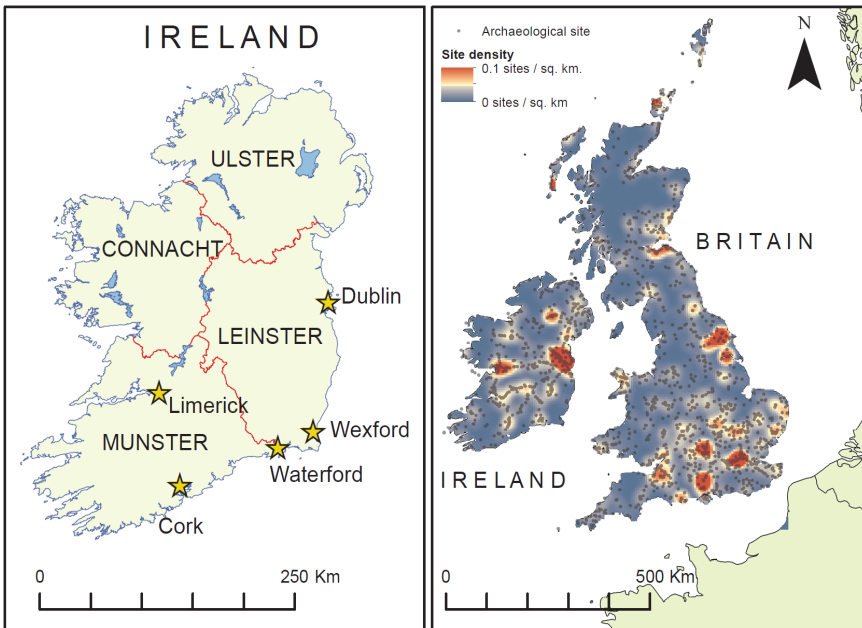 IRELAND
ULSTER
CONNACHT
Dublin
LEINSTER
Limerick
Wexford
MUNSTER
Waterford
Cork
0 250 Km
Archaeological site
Site density
0.1 sites / sq. km.
0 sites / sq. km
N
BRITAIN
IRELAND
0 500 Km